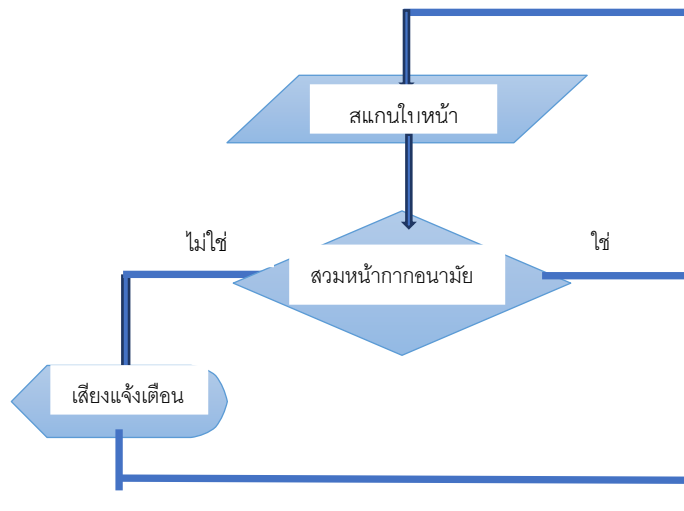 สแกนใบหน้า
ไม่ใช่
ใช่
สวมหน้ากากอนามัย
เสียงแจ้งเตือน